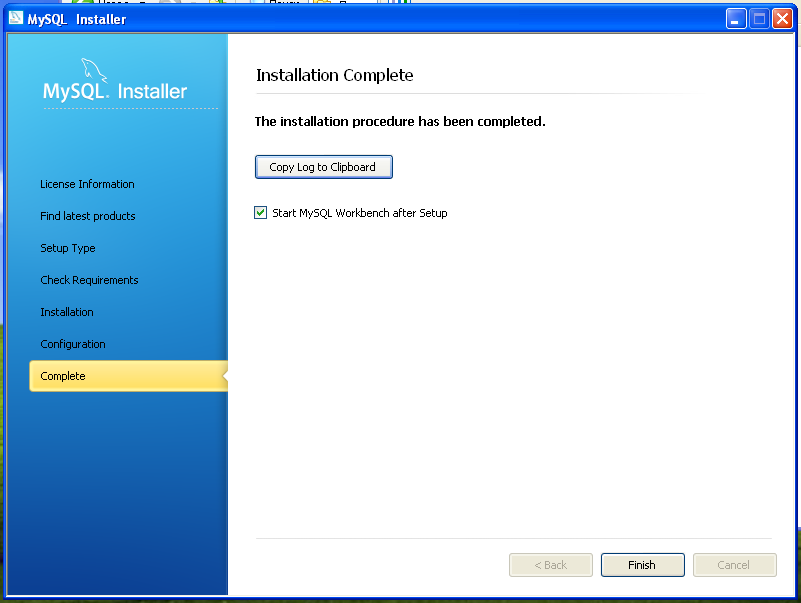 MySQL Installer
MySQL. Installer
License Information
Find latest products
Setup Type
Check Requirements
Installation
Configuration
Complete
Installation Complete
The installation procedure has been completed.
Copy Log to Clipboard
Start MySQL Workbench after Setup
< Back
Finish
Cancel